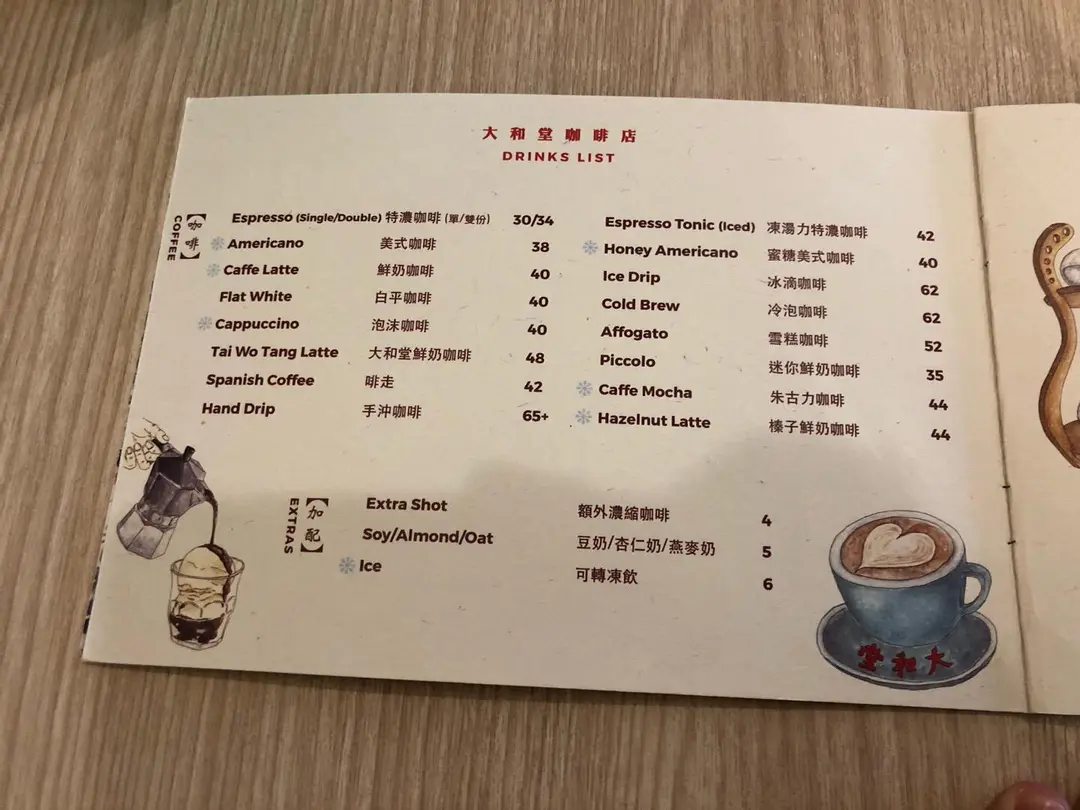 大和堂咖啡店
DRINKS LIST
【咖啡】
COFFEE
Espresso (Single/Double) 特濃咖啡 (單/雙份) 30/34
Americano 美式咖啡 38
Caffe Latte 鮮奶咖啡 40
Flat White 白平咖啡 40
Cappuccino 泡沫咖啡 40
Tai Wo Tang Latte 大和堂鮮奶咖啡 48
Spanish Coffee 啡走 42
Hand Drip 手沖咖啡 65+
Espresso Tonic (Iced) 凍湯力特濃咖啡 42
Honey Americano 蜜糖美式咖啡 40
Ice Drip 冰滴咖啡 62
Cold Brew 冷泡咖啡 62
Affogato 雪糕咖啡 52
Piccolo 迷你鮮奶咖啡 35
Caffe Mocha 朱古力咖啡 44
Hazelnut Latte 榛子鮮奶咖啡 44
【加配】
EXTRAS
Extra Shot 額外濃縮咖啡 4
Soy/Almond/Oat 豆奶/杏仁奶/燕麥奶 5
Ice 可轉凍飲 6
堂和大